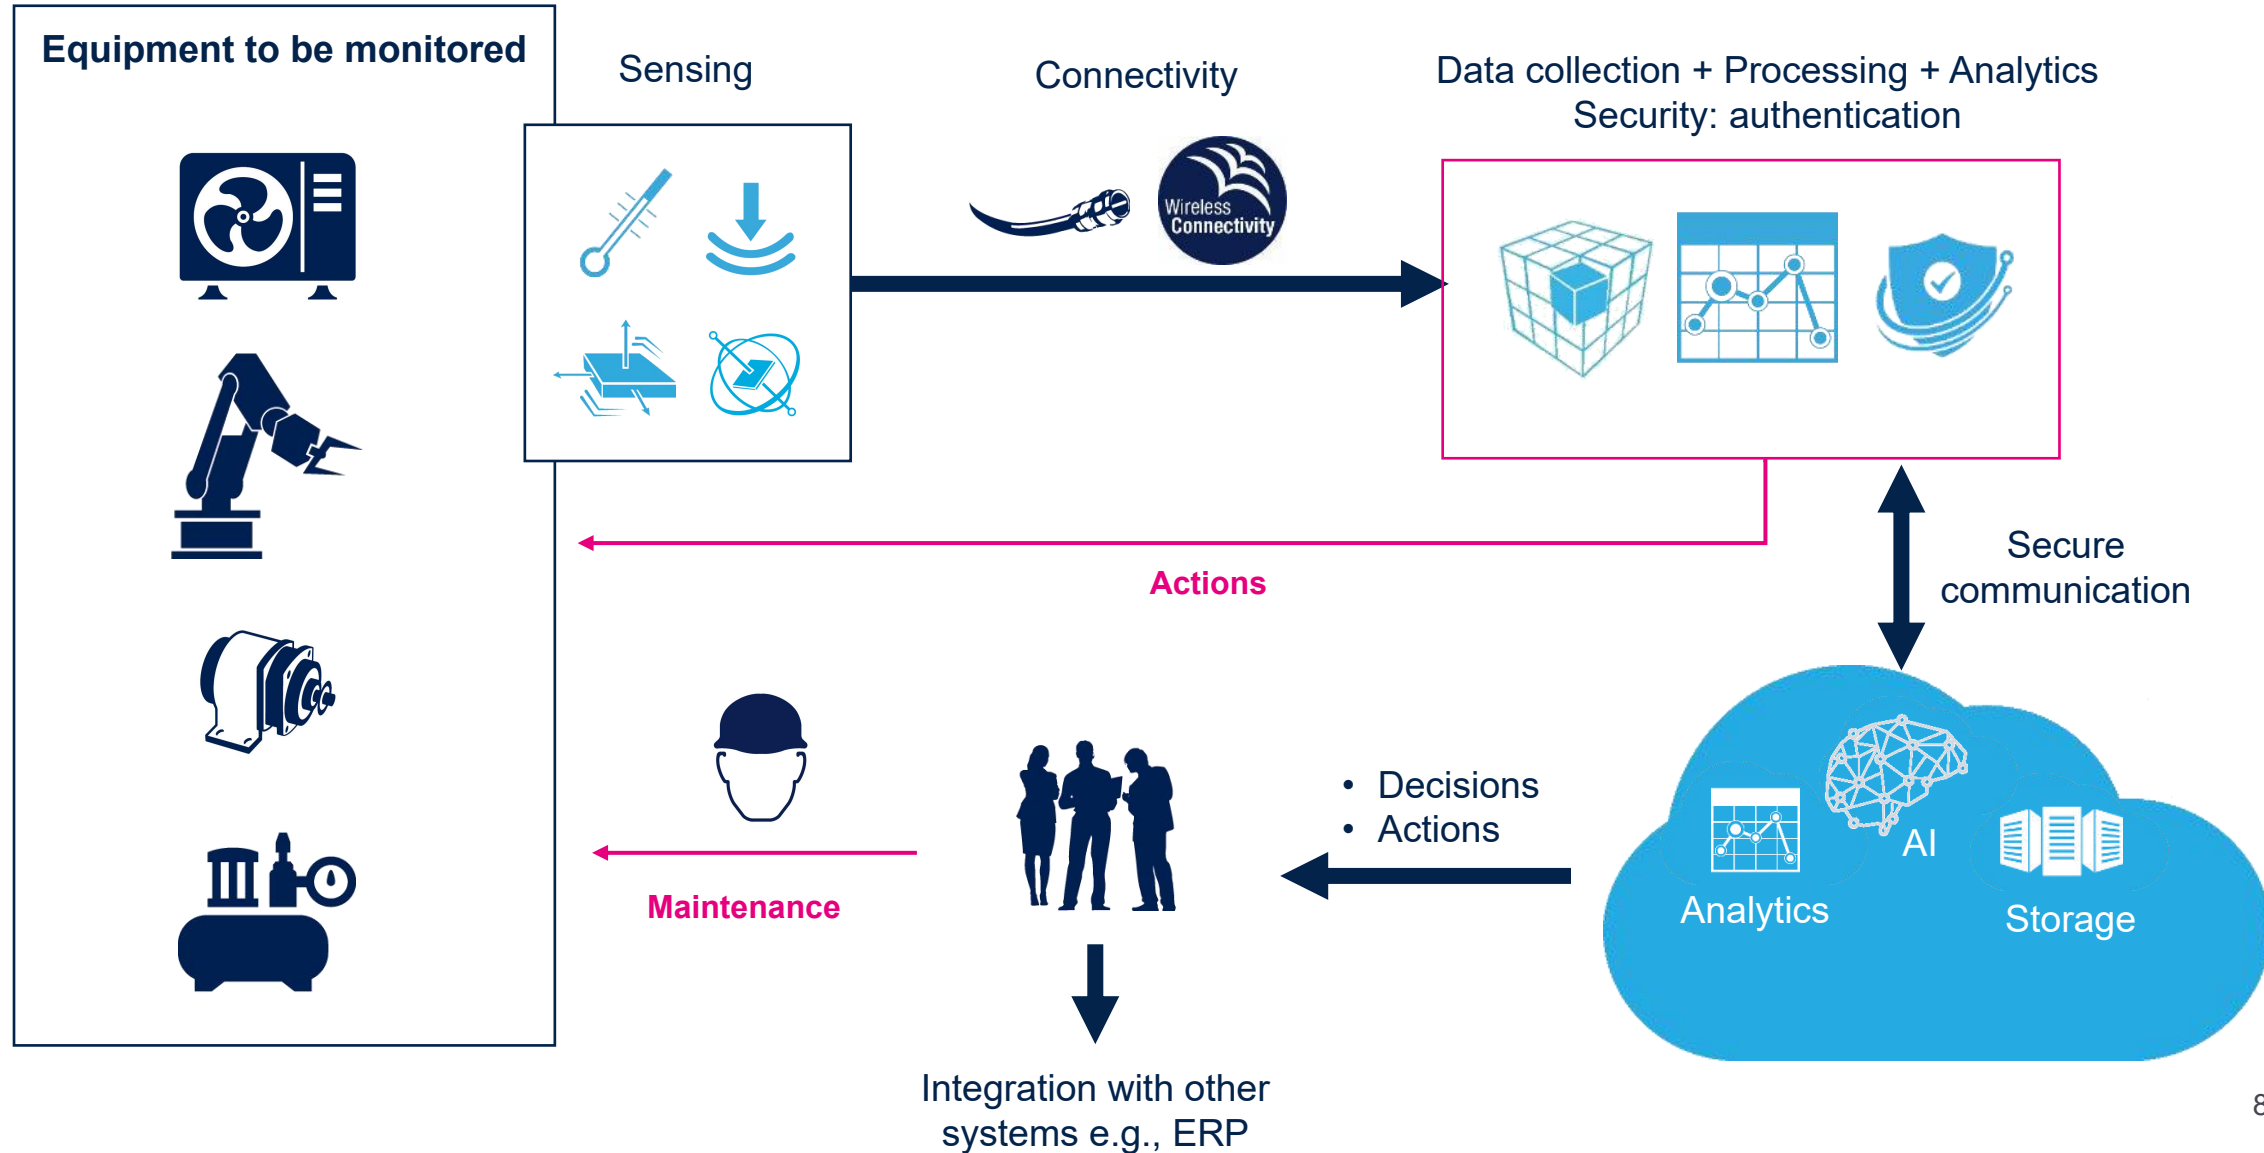 Equipment to be monitored
Sensing
Connectivity
Data collection + Processing + Analytics
Security: authentication
Wireless
Connectivity
Actions
Secure
communication
Maintenance
• Decisions
• Actions
AI
Analytics
Storage
Integration with other
systems e.g., ERP
8